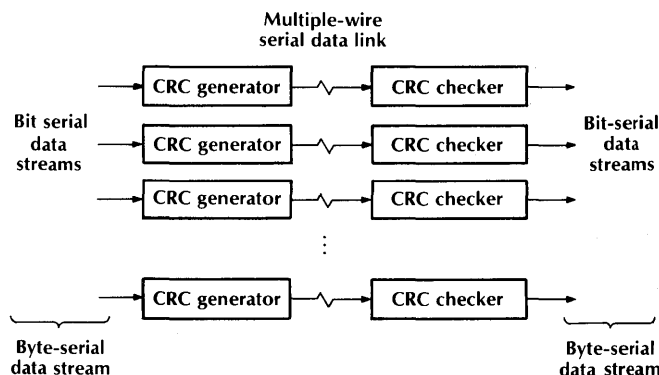 Multiple-wire
serial data link
CRC generator
CRC checker
Bit serial
data
streams
CRC generator
CRC checker
Bit-serial
data
streams
CRC generator
CRC checker
CRC generator
CRC checker
Byte-serial
data stream
Byte-serial
data stream